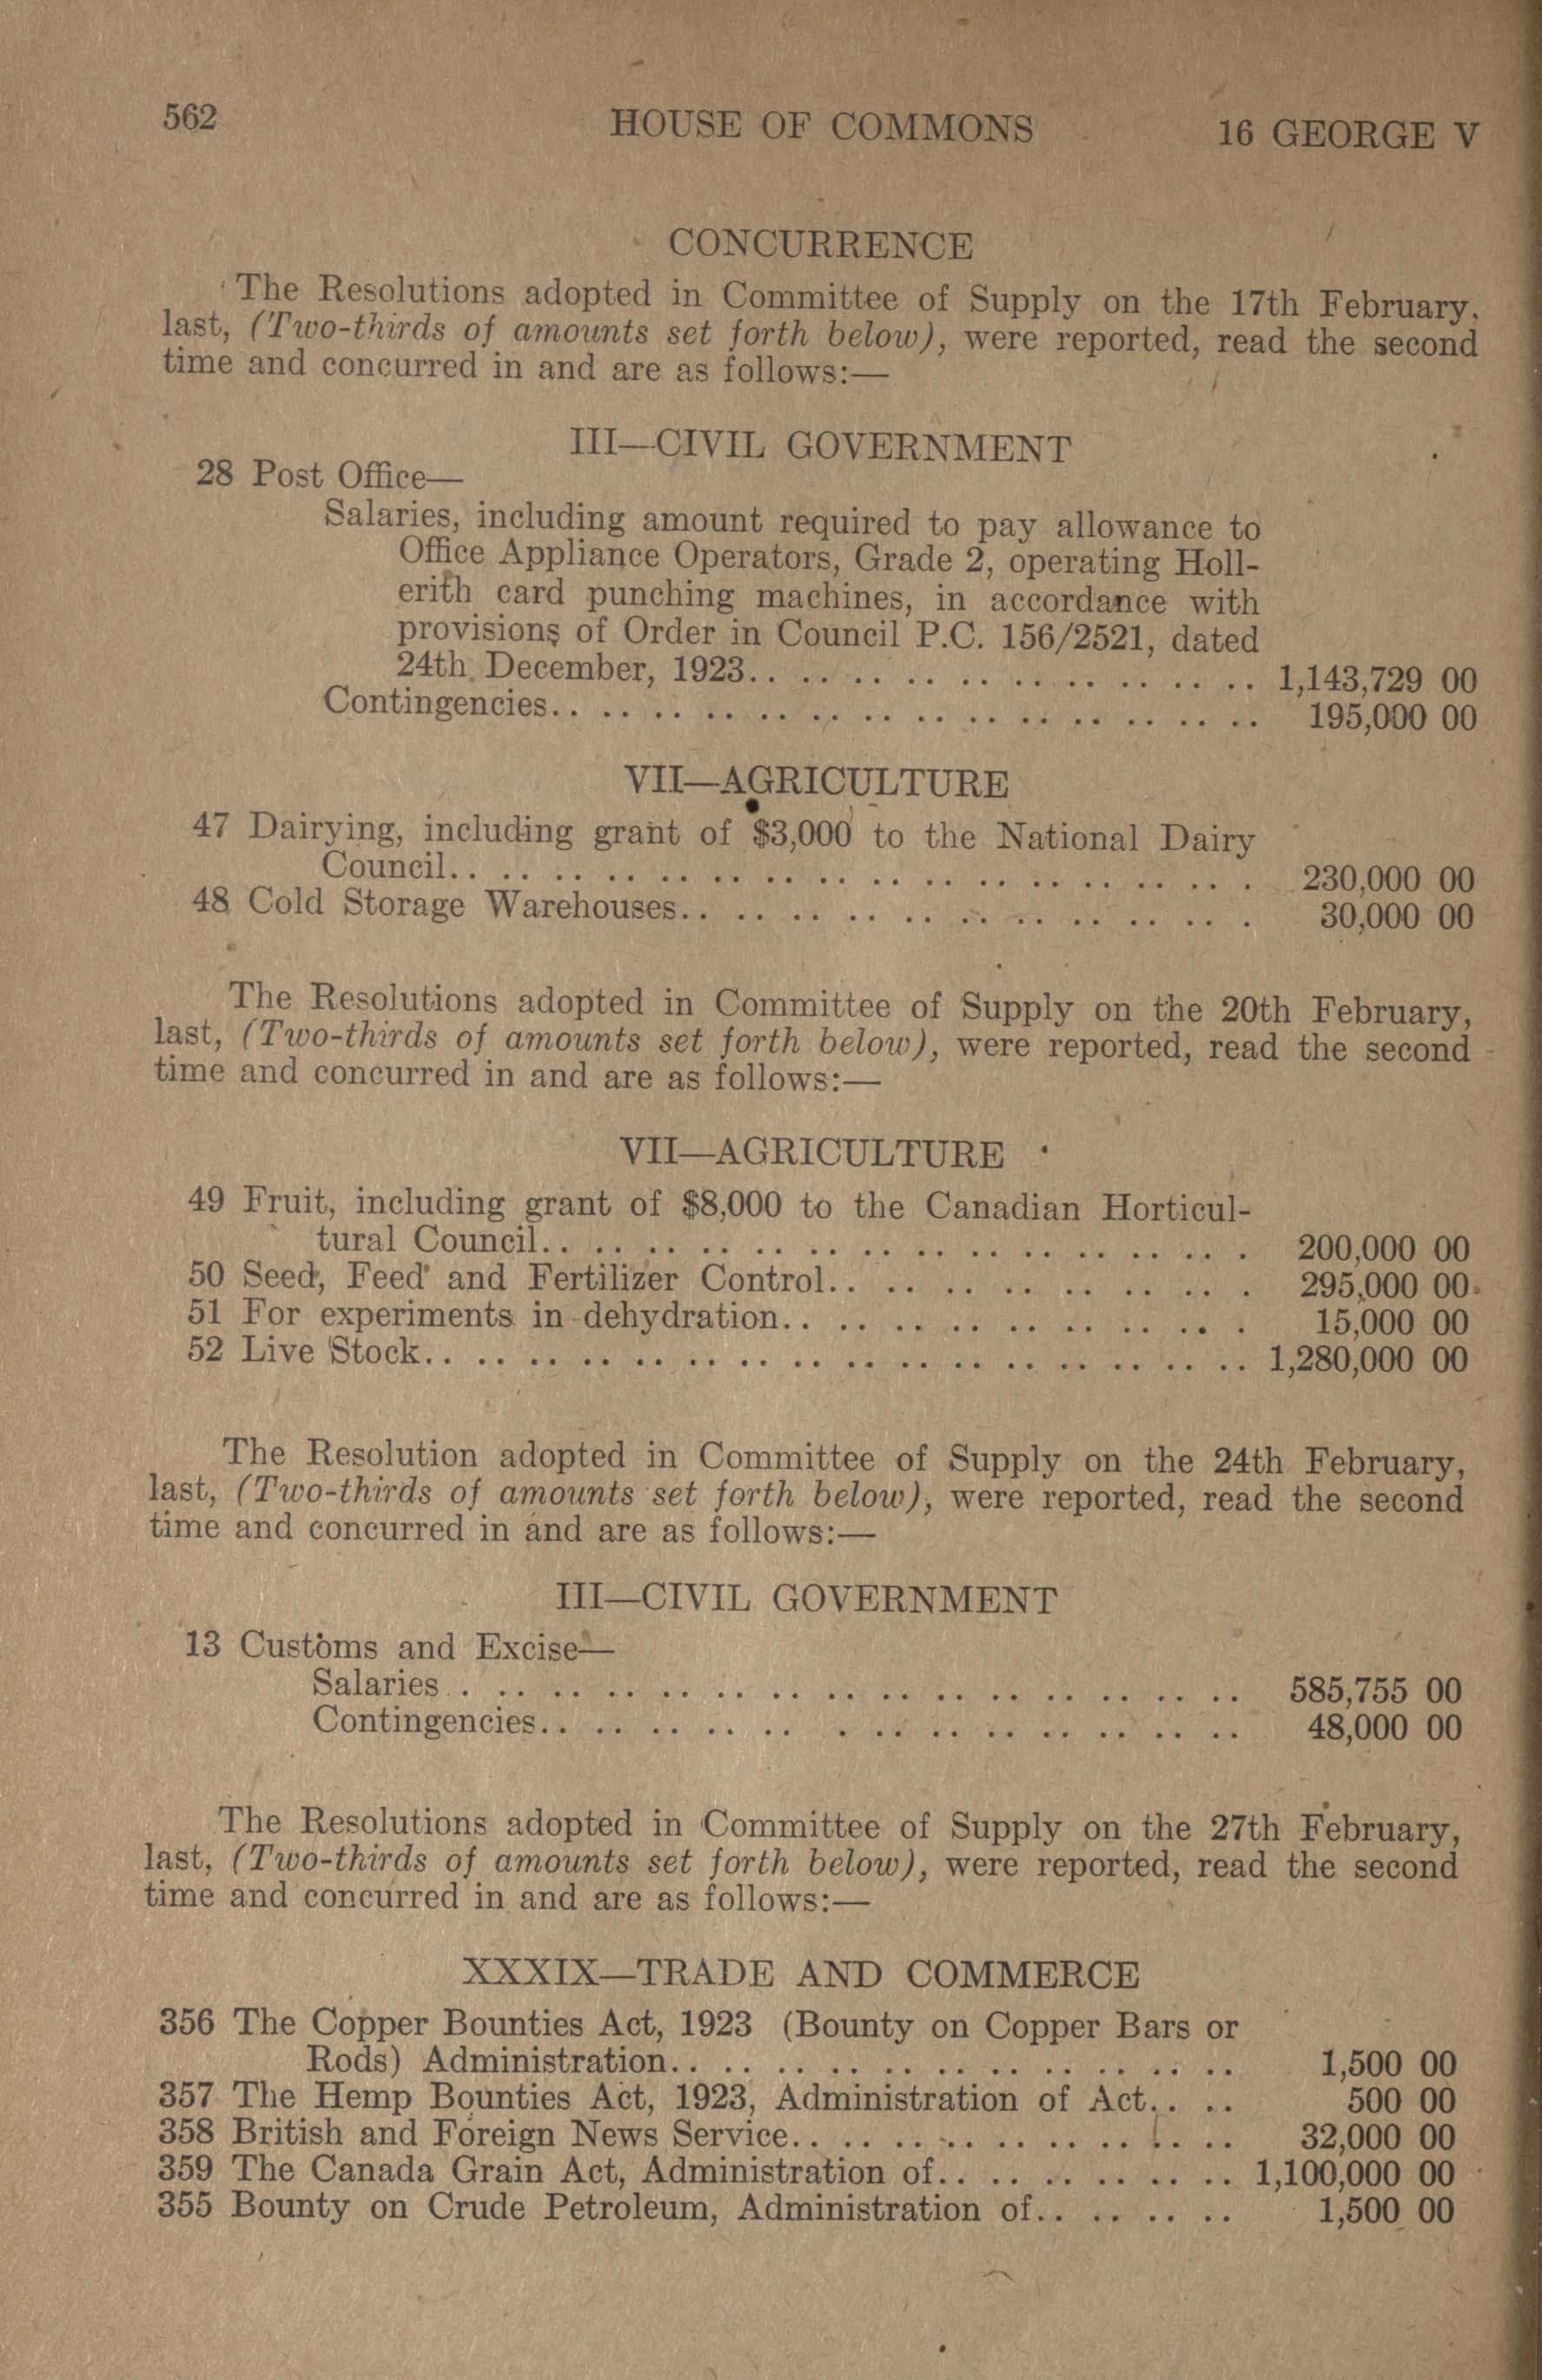 562 HOUSE OF COMMONS 16 GEORGE V
CONCURRENCE
The Resolutions adopted in Committee of Supply on the 17th February,
last, (Two-thirds of amounts set forth below), were reported, read the second
time and concurred in and are as follows:—
III—CIVIL GOVERNMENT
28 Post Office—
Salaries, including amount required to pay allowance to
Office Appliance Operators, Grade 2, operating Holl-
erith card punching machines, in accordance with
provisions of Order in Council P.C. 156/2521, dated
24th December, 1923.. .. .. .. .. .. .. .. .. .. 1,143,729 00
Contingencies.. .. .. .. .. .. .. .. .. .. .. .. .. .. 195,000 00
VII—AGRICULTURE
47 Dairying, including grant of $3,000 to the National Dairy
Council.. .. .. .. .. .. .. .. .. .. .. .. .. .. .. . 230,000 00
48 Cold Storage Warehouses.. .. .. .. .. .. .. .. .. .. . 30,000 00
The Resolutions adopted in Committee of Supply on the 20th February,
last, (Two-thirds of amounts set forth below), were reported, read the second
time and concurred in and are as follows:—
VII—AGRICULTURE
49 Fruit, including grant of $8,000 to the Canadian Horticul-
tural Council.. .. .. .. .. .. .. .. .. .. .. .. .. . 200,000 00
50 Seed, Feed and Fertilizer Control.. .. .. .. .. .. .. . 295,000 00
51 For experiments in dehydration.. .. .. .. .. .. .. .. . 15,000 00
52 Live Stock.. .. .. .. .. .. .. .. .. .. .. .. .. .. .. .. 1,280,000 00
The Resolution adopted in Committee of Supply on the 24th February,
last, (Two-thirds of amounts set forth below), were reported, read the second
time and concurred in and are as follows:—
III—CIVIL GOVERNMENT
13 Customs and Excise—
Salaries. . .. .. .. .. .. .. .. .. .. .. .. .. .. .. .. 585,755 00
Contingencies.. .. .. .. .. . .. .. .. .. .. .. .. .. 48,000 00
The Resolutions adopted in Committee of Supply on the 27th February,
last, (Two-thirds of amounts set forth below), were reported, read the second
time and concurred in and are as follows:—
XXXIX—TRADE AND COMMERCE
356 The Copper Bounties Act, 1923 (Bounty on Copper Bars or
Rods) Administration.. .. .. .. .. .. .. .. .. .. .. 1,500 00
357 The Hemp Bounties Act, 1923, Administration of Act.. .. 500 00
358 British and Foreign News Service.. .. .. .. .. .. .. .. .. 32,000 00
359 The Canada Grain Act, Administration of.. .. .. .. .. .. 1,100,000 00
355 Bounty on Crude Petroleum, Administration of.. .. .. .. 1,500 00